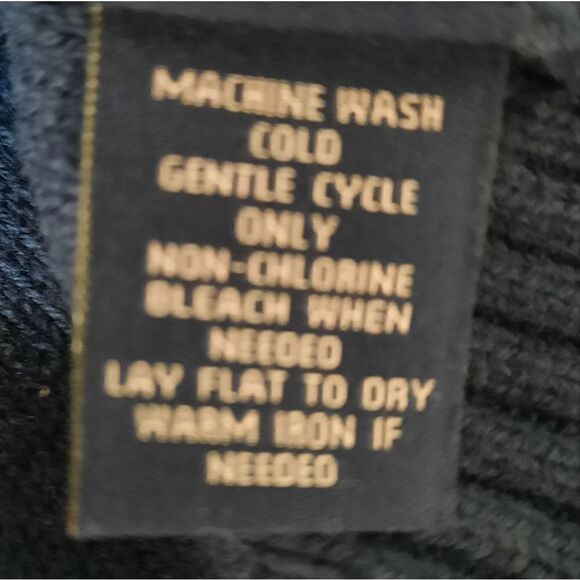 MACHINE WASH
COLD
GENTLE CYCLE
ONLY
NON-CHLORINE
BLEACH WHEN
NEEDED
LAY FLAT TO DRY
WARM IRON IF
NEEDED